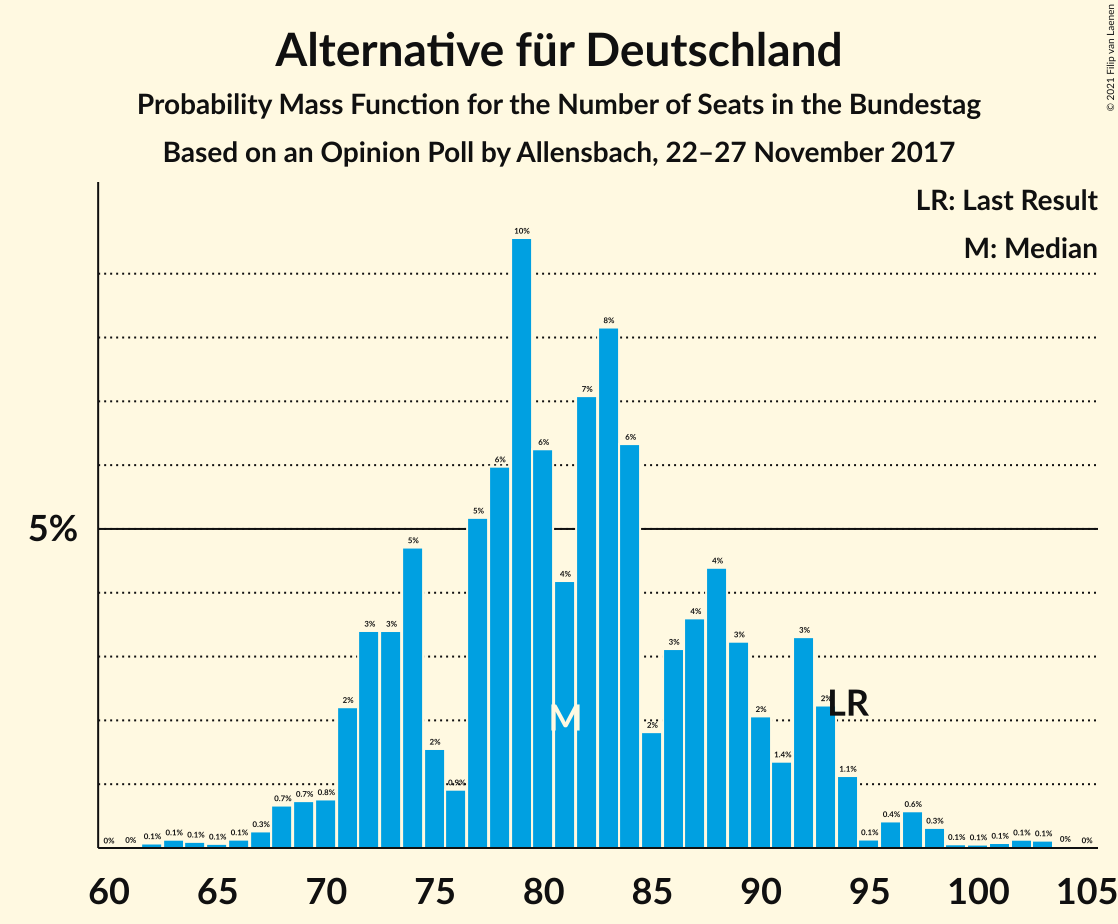 Alternative für Deutschland
Probability Mass Function for the Number of Seats in the Bundestag
Based on an Opinion Poll by Allensbach, 22–27 November 2017
© 2021 Filip van Laenen
LR: Last Result
M: Median
5%
0% 0% 0.1% 0.1% 0.1% 0.1% 0.1% 0.3% 0.7% 0.7% 0.8% 2% 3% 3% 5% 2% 0.9% 5% 6% 10% 6% 4% 7% 8% 6% 2% 3% 4% 4% 3% 2% 1.4% 3% 2% 1.1% 0.1% 0.4% 0.6% 0.3% 0.1% 0.1% 0.1% 0.1% 0.1% 0% 0%
M
LR
60 65 70 75 80 85 90 95 100 105